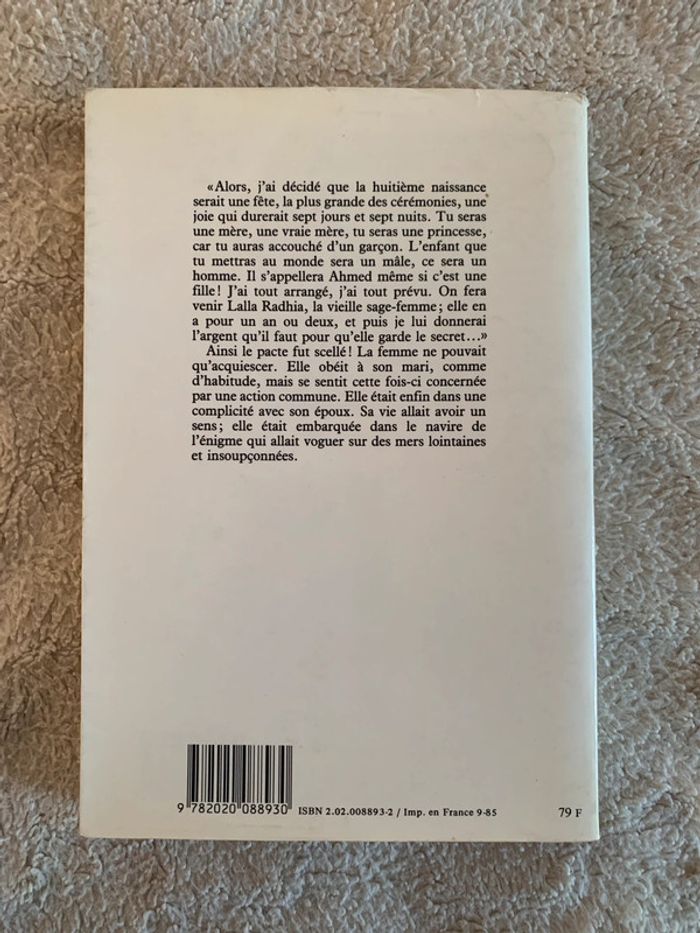 «Alors, j'ai décidé que la huitième naissance
serait une fête, la plus grande des cérémonies, une
joie qui durerait sept jours et sept nuits. Tu seras
une mère, une vraie mère, tu seras une princesse,
car tu auras accouché d'un garçon. L'enfant que
tu mettras au monde sera un mâle, ce sera un
homme. Il s'appellera Ahmed même si c'est une
fille! J'ai tout arrangé, j'ai tout prévu. On fera
venir Lalla Radhia, la vieille sage-femme; elle en
a pour un an ou deux, et puis je lui donnerai
l'argent qu'il faut pour qu'elle garde le secret...»
Ainsi le pacte fut scellé! La femme ne pouvait
qu'acquiescer. Elle obéit à son mari, comme
d'habitude, mais se sentit cette fois-ci concernée
par une action commune. Elle était enfin dans une
complicité avec son époux. Sa vie allait avoir un
sens; elle était embarquée dans le navire de
l'énigme qui allait voguer sur des mers lointaines
et insoupçonnées.
9 782020 088930 ISBN 2.02.008893-2 / Imp. en France 9-85 79 F